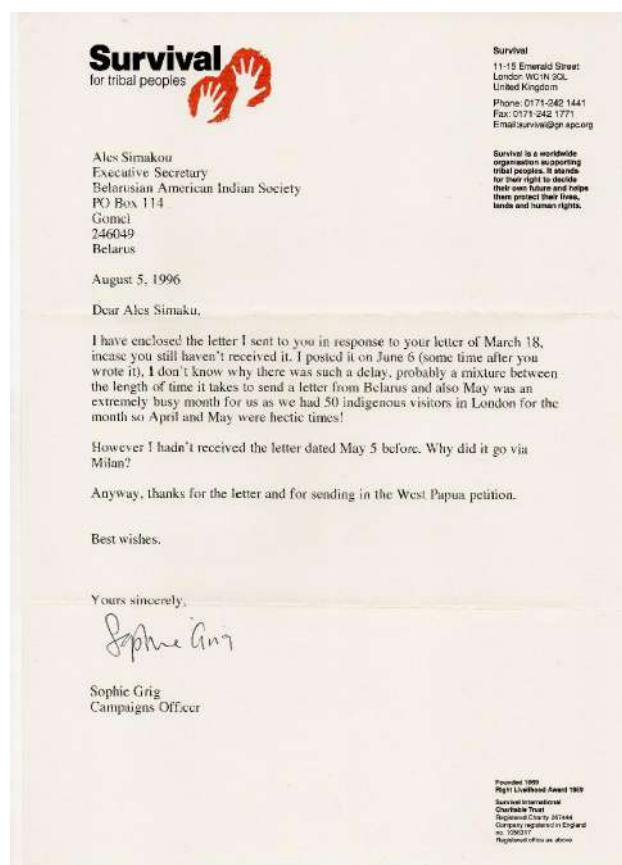 Survival
for tribal peoples
Survival
11-15 Emerald Street
London WC1N 3QL
United Kingdom
Phone: 0171-242 1441
Fax: 0171-242 1771
Email:survival@gn.apc.org
Survival is a worldwide
organisation supporting
tribal peoples. It stands
for their right to decide
their own future and helps
them protect their lives,
lands and human rights.
Ales Simakou
Executive Secretary
Belarusian American Indian Society
PO Box 114
Gomel
246049
Belarus
August 5, 1996
Dear Ales Simaku,
I have enclosed the letter I sent to you in response to your letter of March 18,
incase you still haven't received it. I posted it on June 6 (some time after you
wrote it), I don't know why there was such a delay, probably a mixture between
the length of time it takes to send a letter from Belarus and also May was an
extremely busy month for us as we had 50 indigenous visitors in London for the
month so April and May were hectic times!
However I hadn't received the letter dated May 5 before. Why did it go via
Milan?
Anyway, thanks for the letter and for sending in the West Papua petition.
Best wishes.
Yours sincerely,
Sophie Grig
Sophie Grig
Campaigns Officer
Founded 1969
Right Livelihood Award 1989
Survival International
Charitable Trust
Registered Charity 267444
Company registered in England
no.
Registered office as above